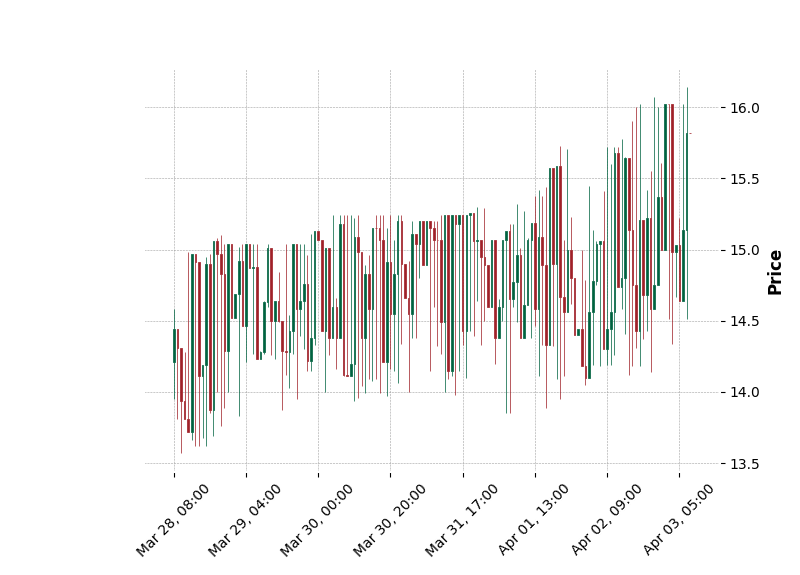 16.0
15.5
15.0
14.5
14.0
13.5
Price
Mar 28, 08:00
Mar 29, 04:00
Mar 30, 00:00
Mar 30, 20:00
Mar 31, 17:00
Apr 01, 13:00
Apr 02, 09:00
Apr 03, 05:00